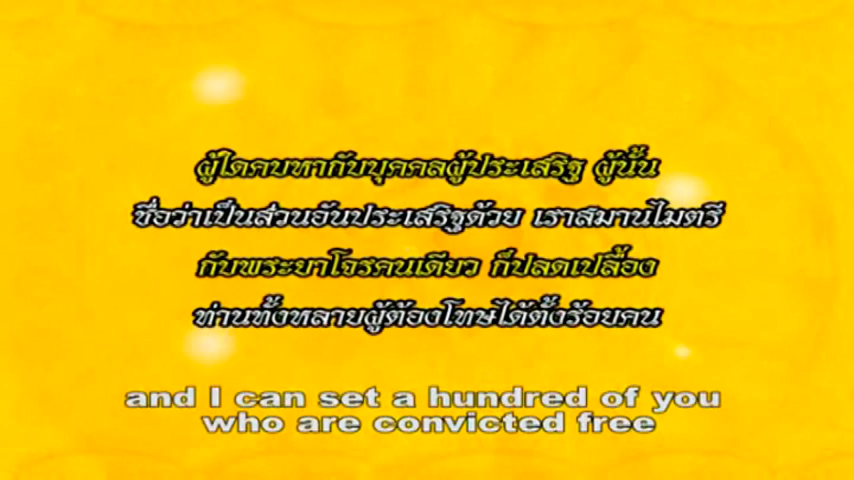 ผู้ใดคบหากับบุคคลผู้ประเสริฐ ผู้นั้น
ชื่อว่าเป็นส่วนอันประเสริฐด้วย เราสมานไมตรี
กับพระยาโจรคนเดียว ก็ปลดเปลื้อง
ท่านทั้งหลายผู้ต้องโทษได้ตั้งร้อยคน
and I can set a hundred of you
who are convicted free